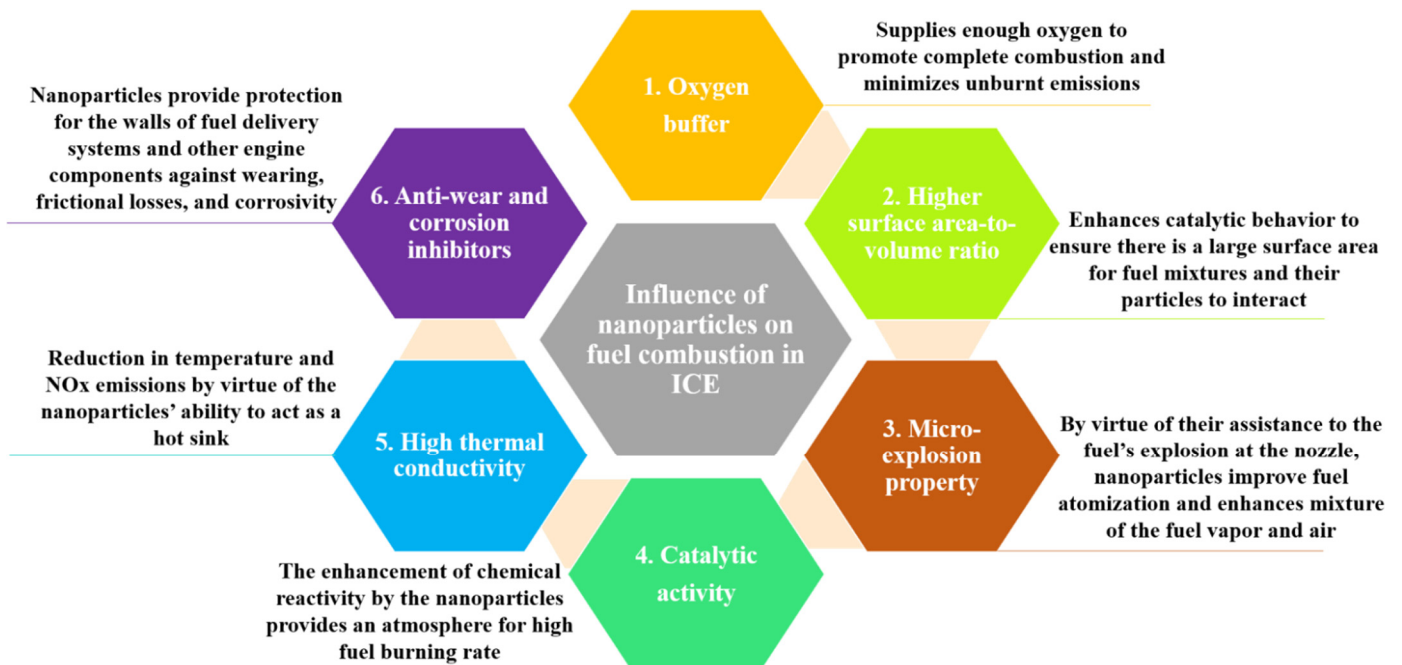 Influence of
nanoparticles on
fuel combustion in
ICE
1. Oxygen
buffer
Supplies enough oxygen to
promote complete combustion and
minimizes unburnt emissions
2. Higher
surface area-to-
volume ratio
Enhances catalytic behavior to
ensure there is a large surface area
for fuel mixtures and their
particles to interact
3. Micro-
explosion
property
By virtue of their assistance to the
fuel’s explosion at the nozzle,
nanoparticles improve fuel
atomization and enhances mixture
of the fuel vapor and air
4. Catalytic
activity
The enhancement of chemical
reactivity by the nanoparticles
provides an atmosphere for high
fuel burning rate
5. High thermal
conductivity
Reduction in temperature and
NOx emissions by virtue of the
nanoparticles’ ability to act as a
hot sink
6. Anti-wear and
corrosion
inhibitors
Nanoparticles provide protection
for the walls of fuel delivery
systems and other engine
components against wearing,
frictional losses, and corrosivity